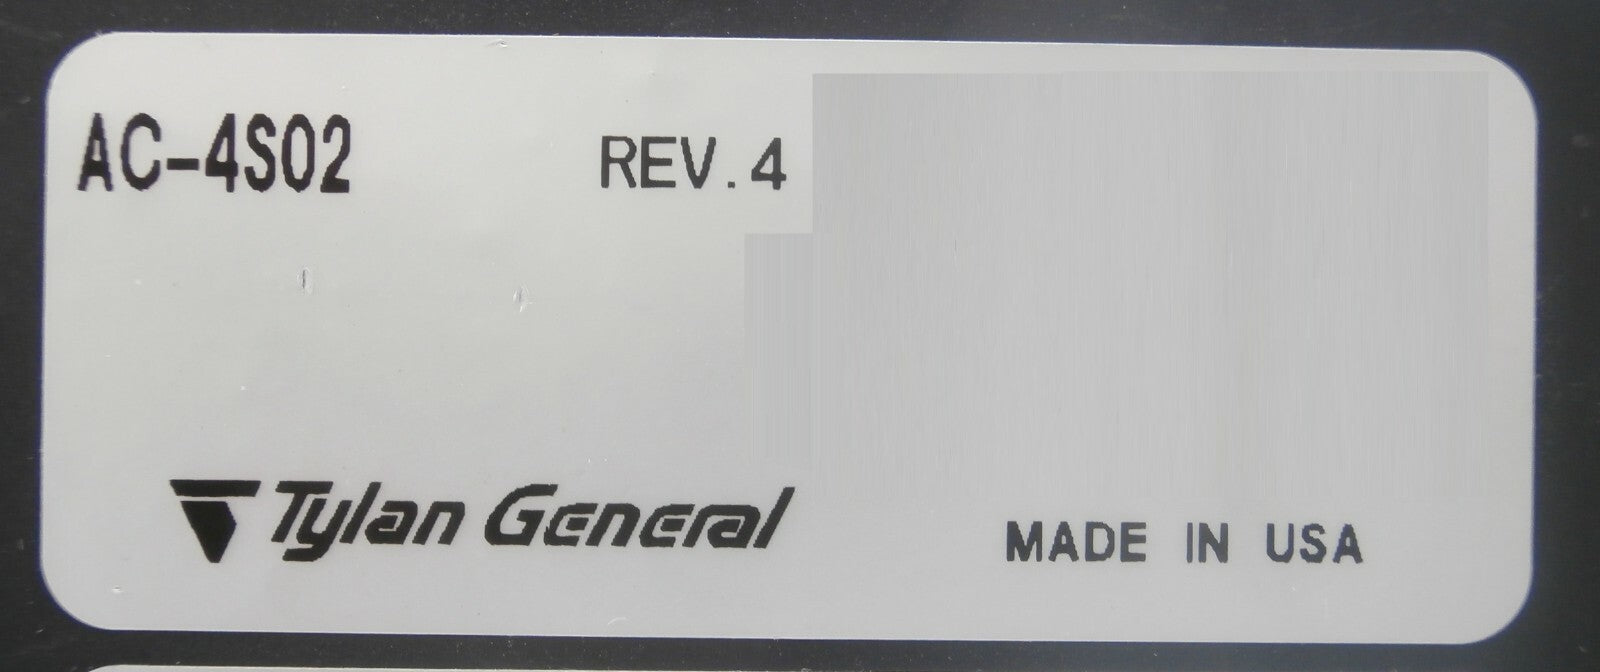 AC-4S02 REV.4
Tylan General MADE IN USA